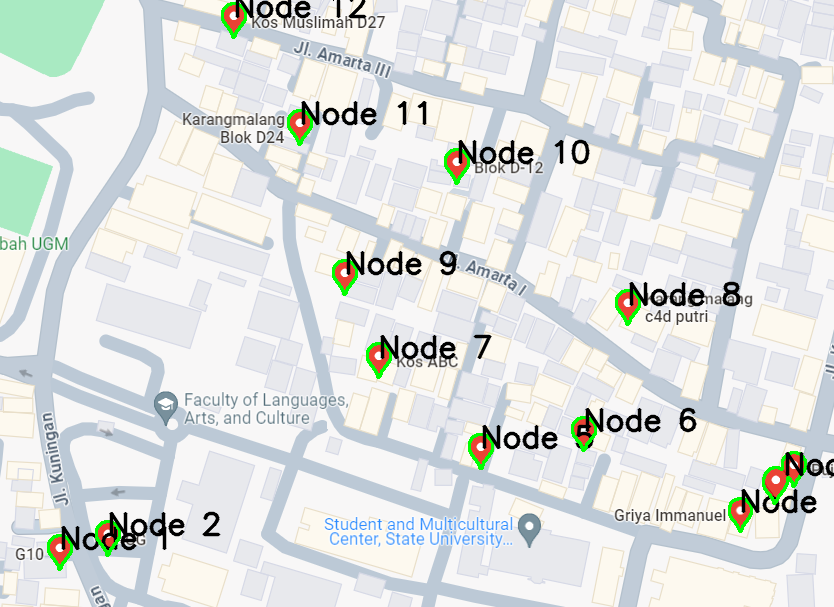 Node 12
Kos Muslimah D27
Jl. Amarta III
Node 11
Karangmalang
Blok D24
Node 10
Blok D-12
bah UGM
Node 9
Jl. Amarta I
Node 8
c4d putri
Node 7
Kos ABC
Faculty of Languages,
Arts, and Culture
Node 6
Node 5
Jl. Kuningan
Node
Griya Immanuel
Student and Multicultural
Center, State University...
Node 2
Node 1
G10